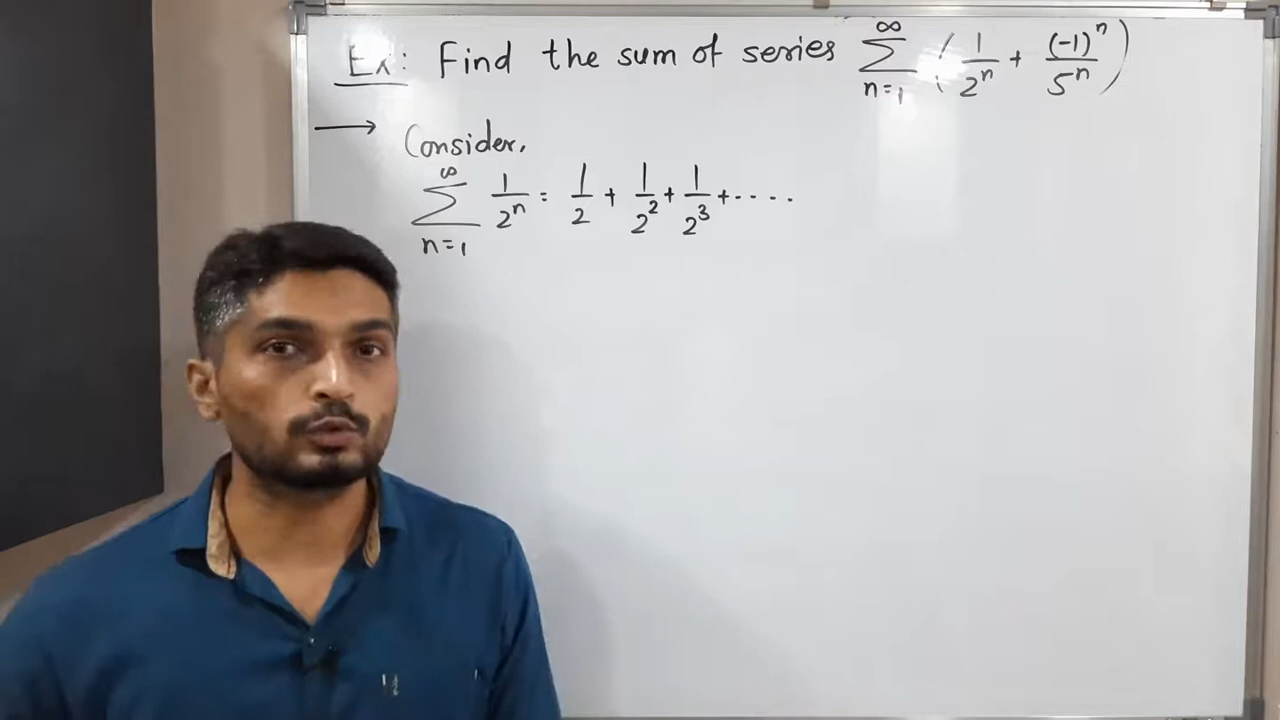 Ex: Find the sum of series ∞∑n=1 (1/2^n + (-1)^n/5^n)
→ Consider,
∞∑n=1 1/2^n = 1/2 + 1/2^2 + 1/2^3 + ....